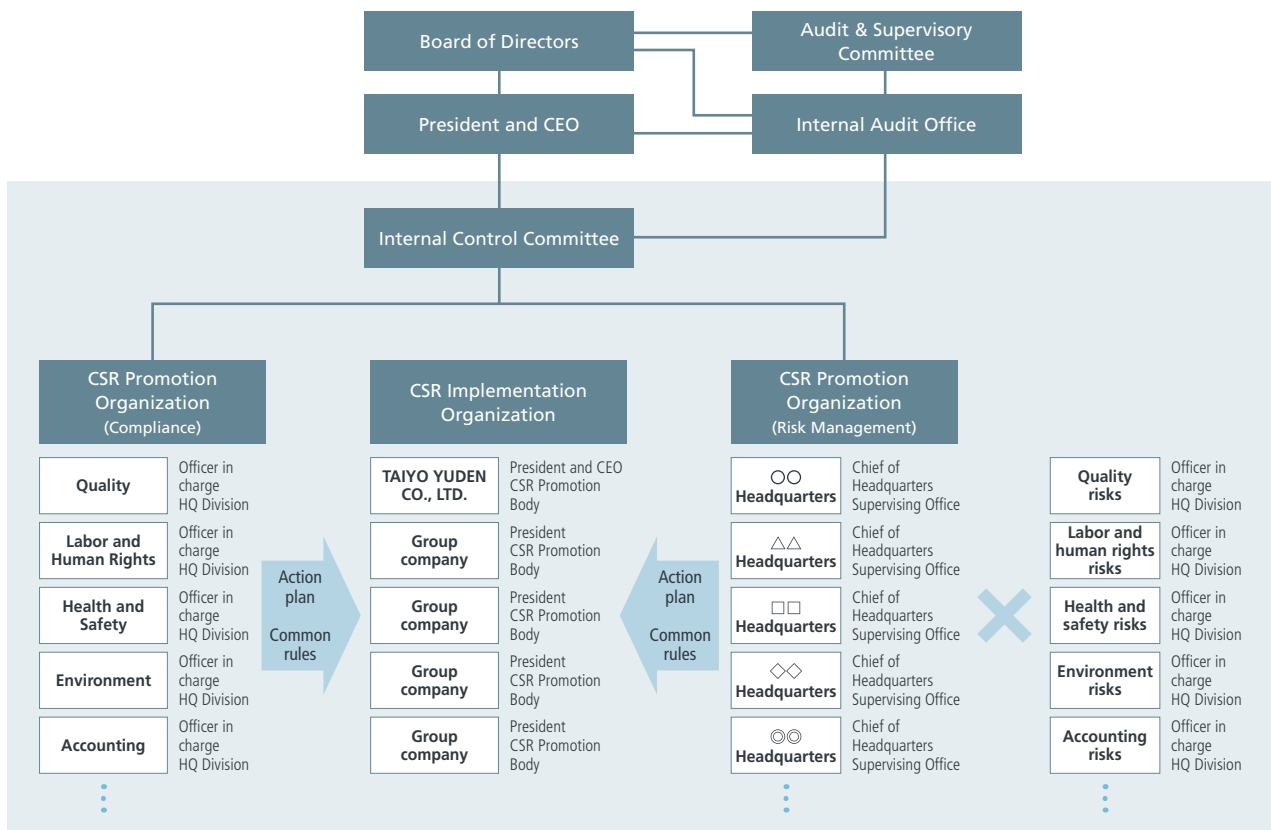 Board of Directors
Audit & Supervisory
Committee
President and CEO
Internal Audit Office
Internal Control Committee
CSR Promotion
Organization
(Compliance)
CSR Implementation
Organization
CSR Promotion
Organization
(Risk Management)
Quality
Officer in
charge
HQ Division
Labor and
Human Rights
Officer in
charge
HQ Division
Health and
Safety
Officer in
charge
HQ Division
Environment
Officer in
charge
HQ Division
Accounting
Officer in
charge
HQ Division
Action
plan
Common
rules
TAIYO YUDEN
CO., LTD.
President and CEO
CSR Promotion
Body
Group
company
President
CSR Promotion
Body
Group
company
President
CSR Promotion
Body
Group
company
President
CSR Promotion
Body
Group
company
President
CSR Promotion
Body
Action
plan
Common
rules
○○
Headquarters
Chief of
Headquarters
Supervising Office
△△
Headquarters
Chief of
Headquarters
Supervising Office
□□
Headquarters
Chief of
Headquarters
Supervising Office
◇◇
Headquarters
Chief of
Headquarters
Supervising Office
◎◎
Headquarters
Chief of
Headquarters
Supervising Office
Quality
risks
Officer in
charge
HQ Division
Labor and
human rights
risks
Officer in
charge
HQ Division
Health and
safety risks
Officer in
charge
HQ Division
Environment
risks
Officer in
charge
HQ Division
Accounting
risks
Officer in
charge
HQ Division